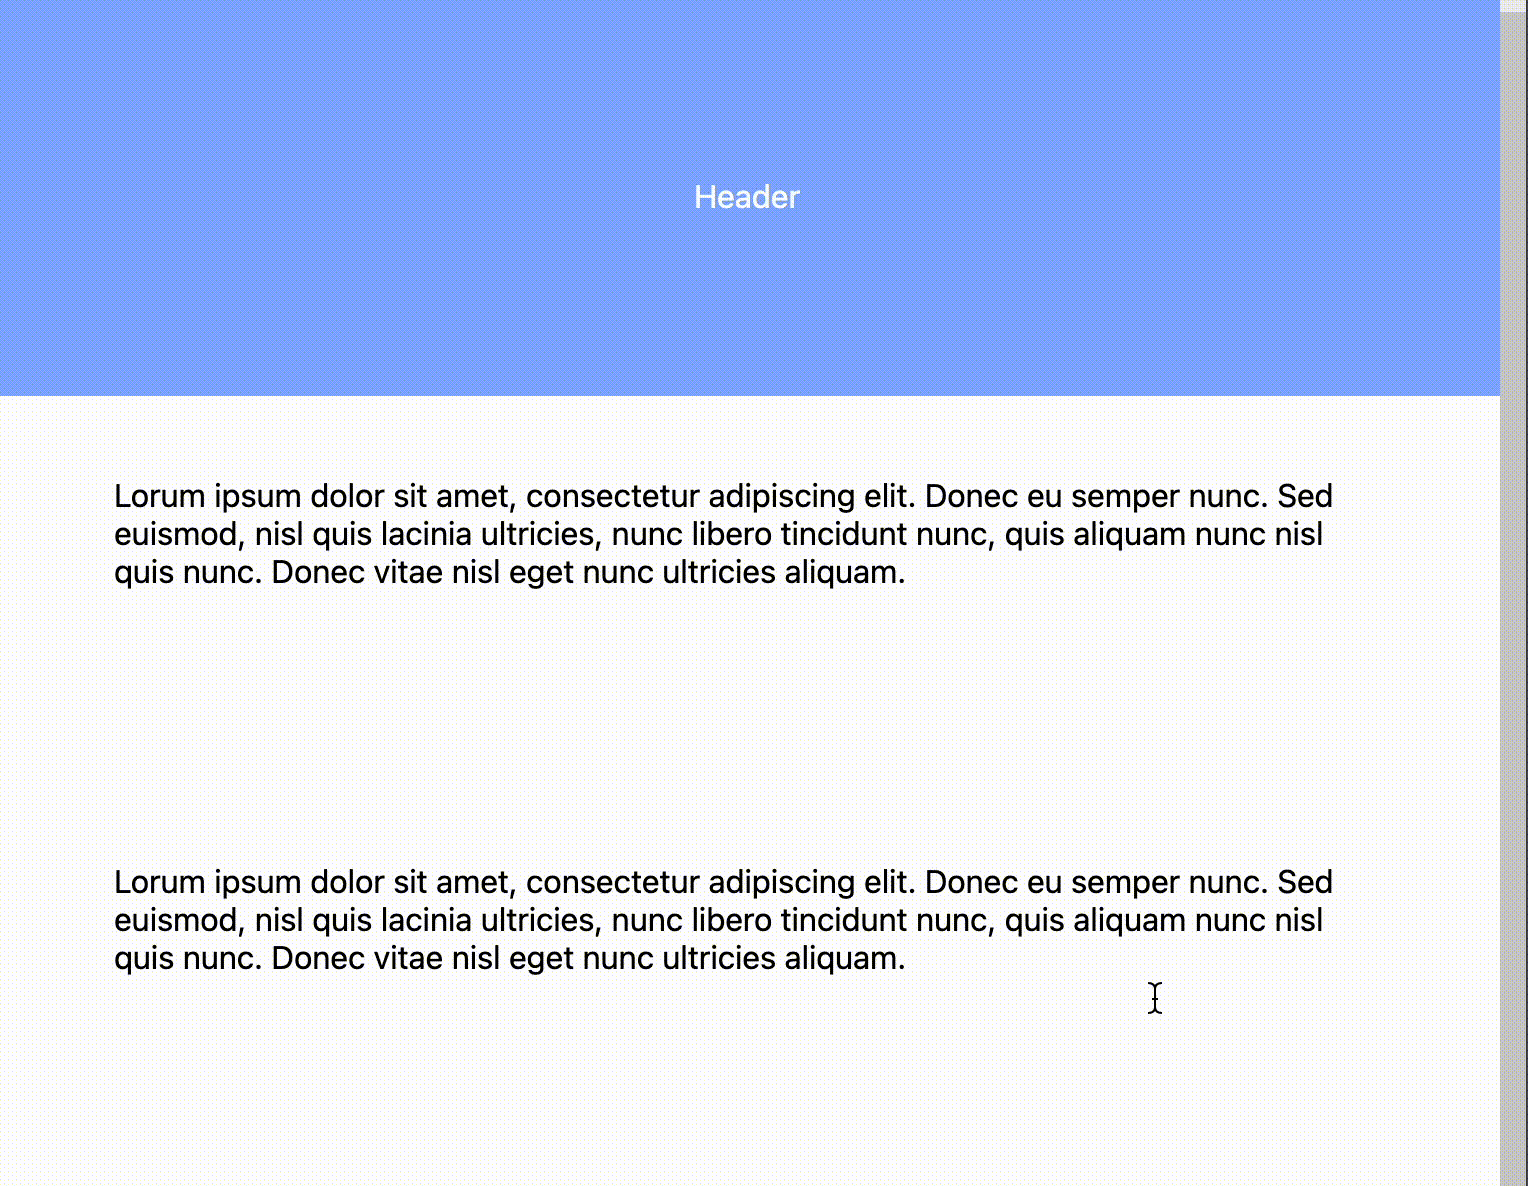 Header
Lorum ipsum dolor sit amet, consectetur adipiscing elit. Donec eu semper nunc. Sed
euismod, nisl quis lacinia ultricies, nunc libero tincidunt nunc, quis aliquam nunc nisl
quis nunc. Donec vitae nisl eget nunc ultricies aliquam.
Lorum ipsum dolor sit amet, consectetur adipiscing elit. Donec eu semper nunc. Sed
euismod, nisl quis lacinia ultricies, nunc libero tincidunt nunc, quis aliquam nunc nisl
quis nunc. Donec vitae nisl eget nunc ultricies aliquam.